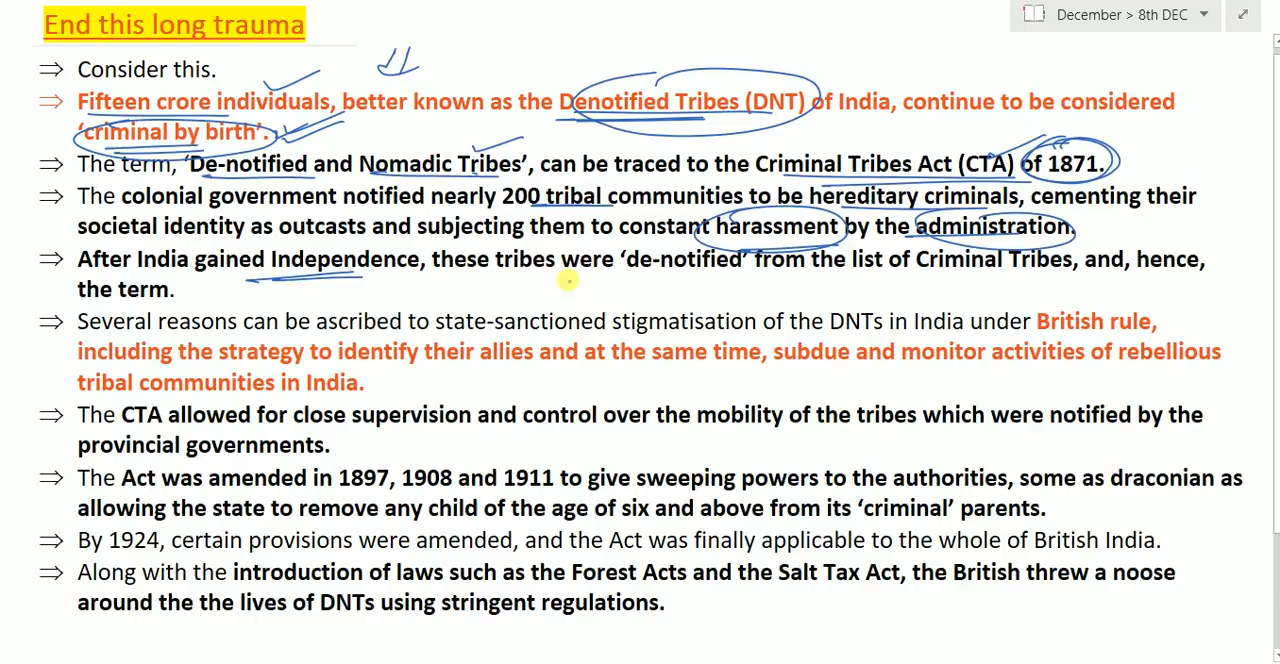 End this long trauma
December > 8th DEC
⇒ Consider this.
⇒ Fifteen crore individuals, better known as the Denotified Tribes (DNT) of India, continue to be considered
'criminal by birth'.
⇒ The term, 'De-notified and Nomadic Tribes', can be traced to the Criminal Tribes Act (CTA) of 1871.
⇒ The colonial government notified nearly 200 tribal communities to be hereditary criminals, cementing their
societal identity as outcasts and subjecting them to constant harassment by the administration.
⇒ After India gained Independence, these tribes were 'de-notified' from the list of Criminal Tribes, and, hence,
the term.
⇒ Several reasons can be ascribed to state-sanctioned stigmatisation of the DNTs in India under British rule,
including the strategy to identify their allies and at the same time, subdue and monitor activities of rebellious
tribal communities in India.
⇒ The CTA allowed for close supervision and control over the mobility of the tribes which were notified by the
provincial governments.
⇒ The Act was amended in 1897, 1908 and 1911 to give sweeping powers to the authorities, some as draconian as
allowing the state to remove any child of the age of six and above from its 'criminal' parents.
⇒ By 1924, certain provisions were amended, and the Act was finally applicable to the whole of British India.
⇒ Along with the introduction of laws such as the Forest Acts and the Salt Tax Act, the British threw a noose
around the the lives of DNTs using stringent regulations.